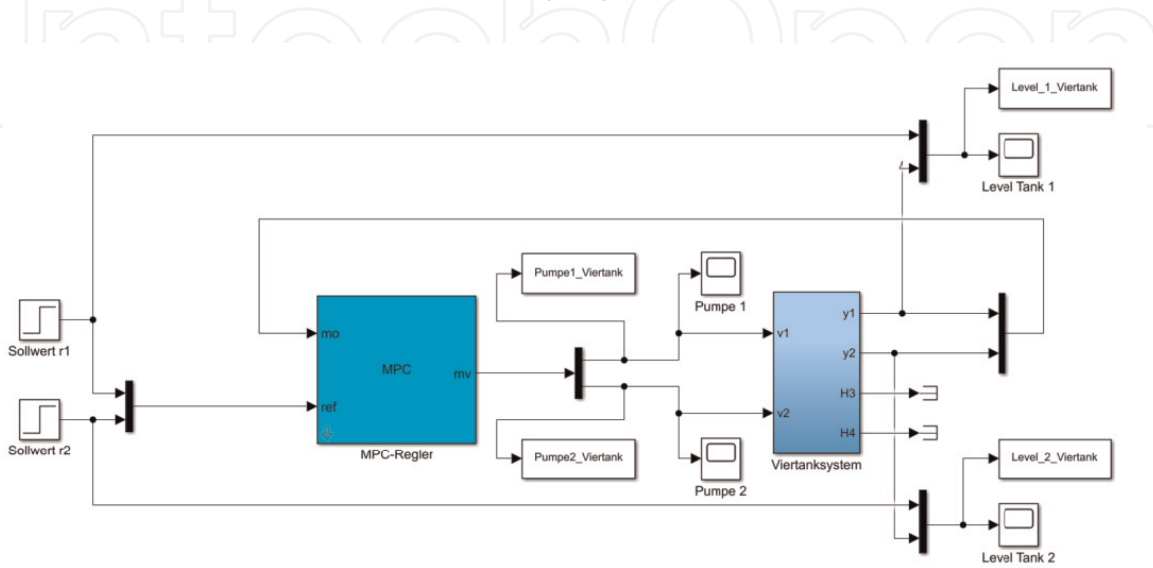 IntechOpen
Level_1_Viertank
Level Tank 1
Pumpe1_Viertank
Pumpe 1
Sollwert r1
mo
MPC
mv
ref
MPC-Regler
v1
v2
y1
y2
H3
H4
Viertanksystem
Sollwert r2
Pumpe2_Viertank
Pumpe 2
Level_2_Viertank
Level Tank 2